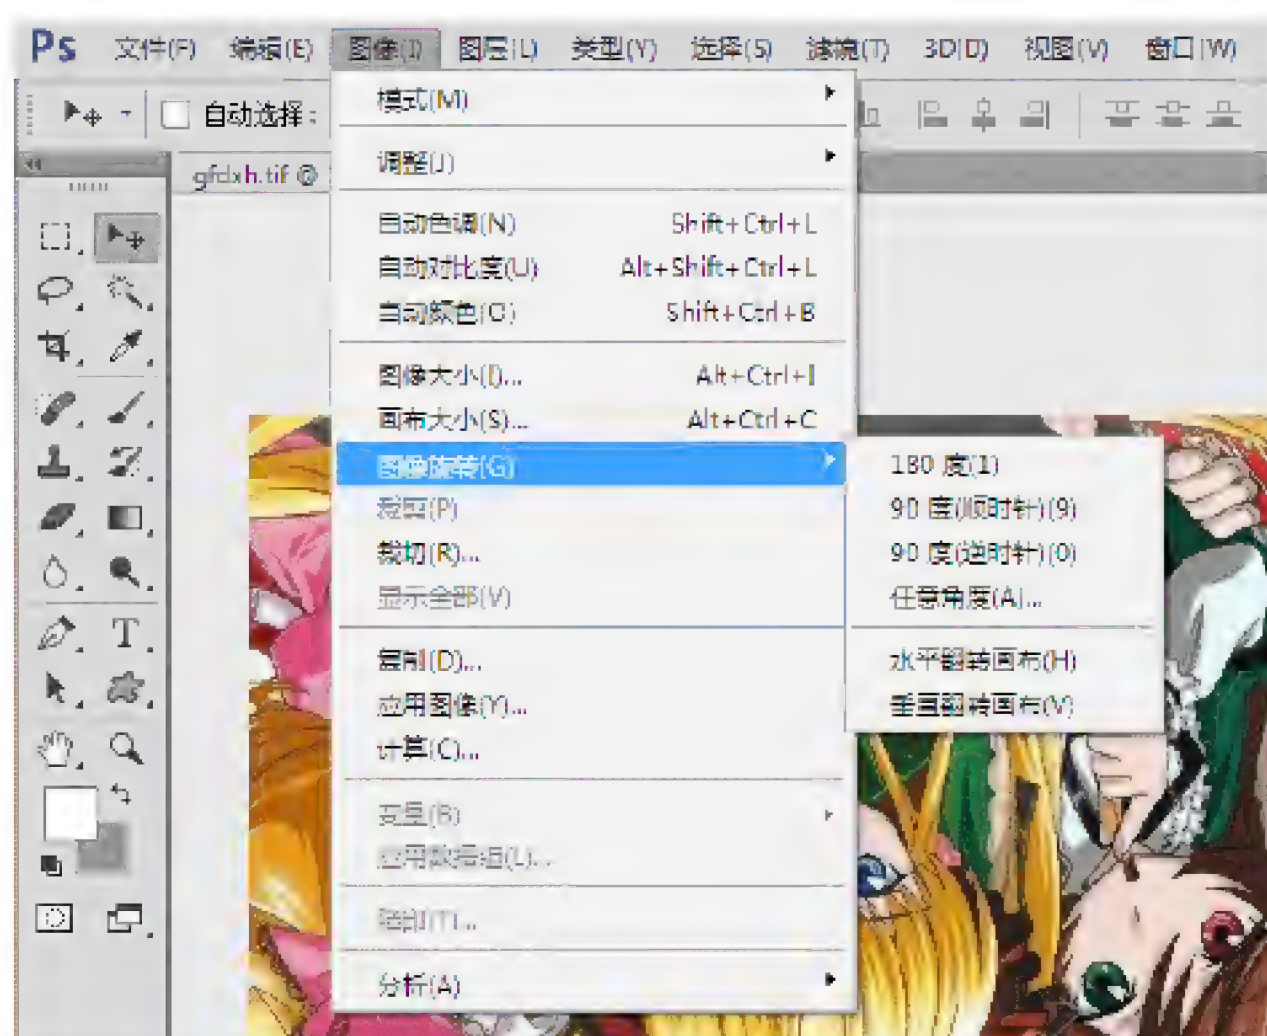 Ps 文件(F) 编辑(E) 图像(I) 图层(L) 类型(Y) 选择(S) 滤镜(T) 3D(D) 视图(V) 窗口(W)
自动选择：
gfdxh.tif @
模式(M)
调整(J)
自动色调(N) Shift+Ctrl+L
自动对比度(U) Alt+Shift+Ctrl+L
自动颜色(O) Shift+Ctrl+B
图像大小(I)... Alt+Ctrl+I
画布大小(S)... Alt+Ctrl+C
图像旋转(G)
裁剪(P)
裁切(R)...
显示全部(V)
复制(D)...
应用图像(Y)...
计算(C)...
变量(B)
应用数据组(L)...
陷印(T)...
分析(A)
180 度(1)
90 度(顺时针)(9)
90 度(逆时针)(0)
任意角度(A)...
水平翻转画布(H)
垂直翻转画布(V)